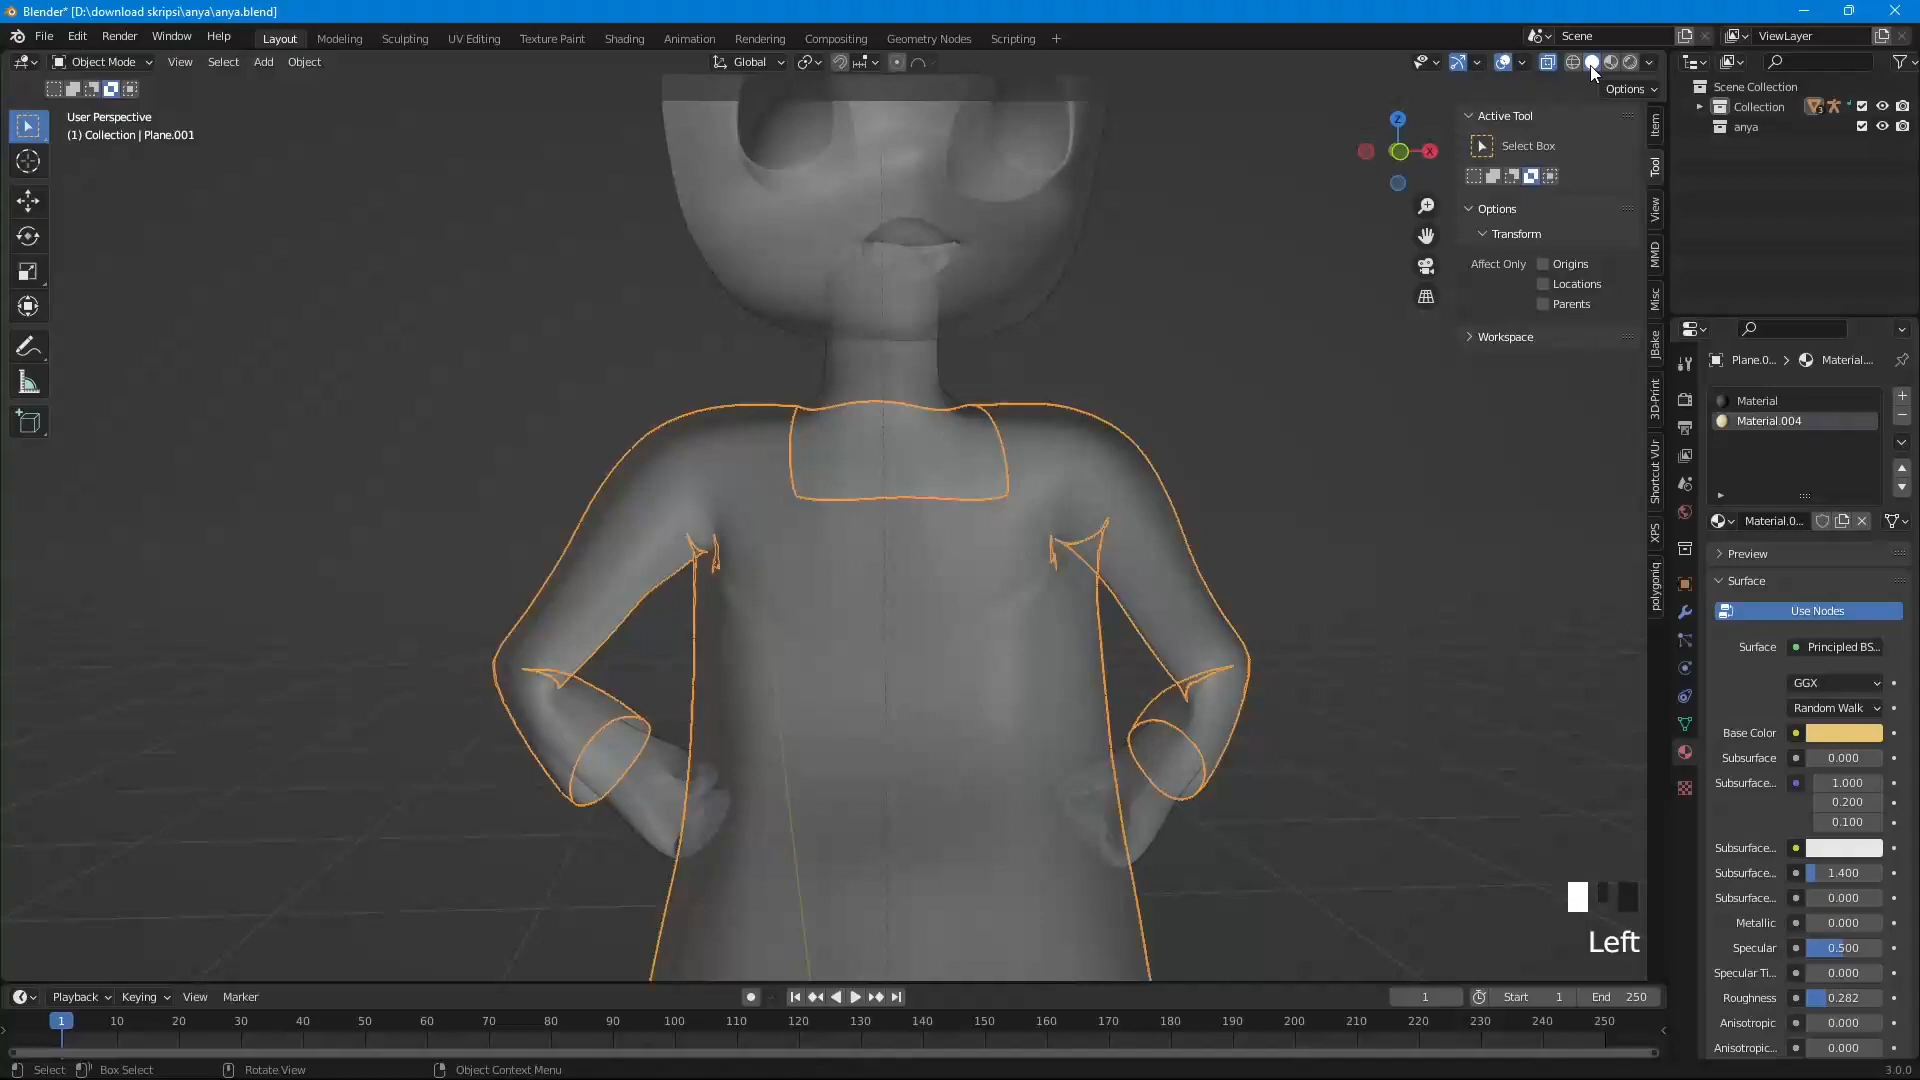 Blender* [D:\download skripsi\anya\anya.blend]
File Edit Render Window Help
Layout Modeling Sculpting UV Editing Texture Paint Shading Animation Rendering Compositing Geometry Nodes Scripting +
Scene
ViewLayer
Object Mode View Select Add Object
Global
Options
User Perspective
(1) Collection | Plane.001
Z
X
Active Tool
Select Box
Options
Transform
Affect Only Origins
Locations
Parents
Workspace
Item
Tool
View
MMD
Misc
JBake
3D-Print
Shortcut VUr
XPS
polygoniq
Scene Collection
Collection
3
anya
Plane.0... > Material....
Material
Material.004
Material.0...
Preview
Surface
Use Nodes
Surface Principled BS...
GGX
Random Walk
Base Color
Subsurface 0.000
Subsurface... 1.000
0.200
0.100
Subsurface...
Subsurface... 1.400
Subsurface... 0.000
Metallic 0.000
Specular 0.500
Specular Ti... 0.000
Roughness 0.282
Anisotropic 0.000
Anisotropic... 0.000
Left
Playback Keying View Marker
1 Start 1 End 250
1 10 20 30 40 50 60 70 80 90 100 110 120 130 140 150 160 170 180 190 200 210 220 230 240 250
Select Box Select Rotate View Object Context Menu
3.0.0